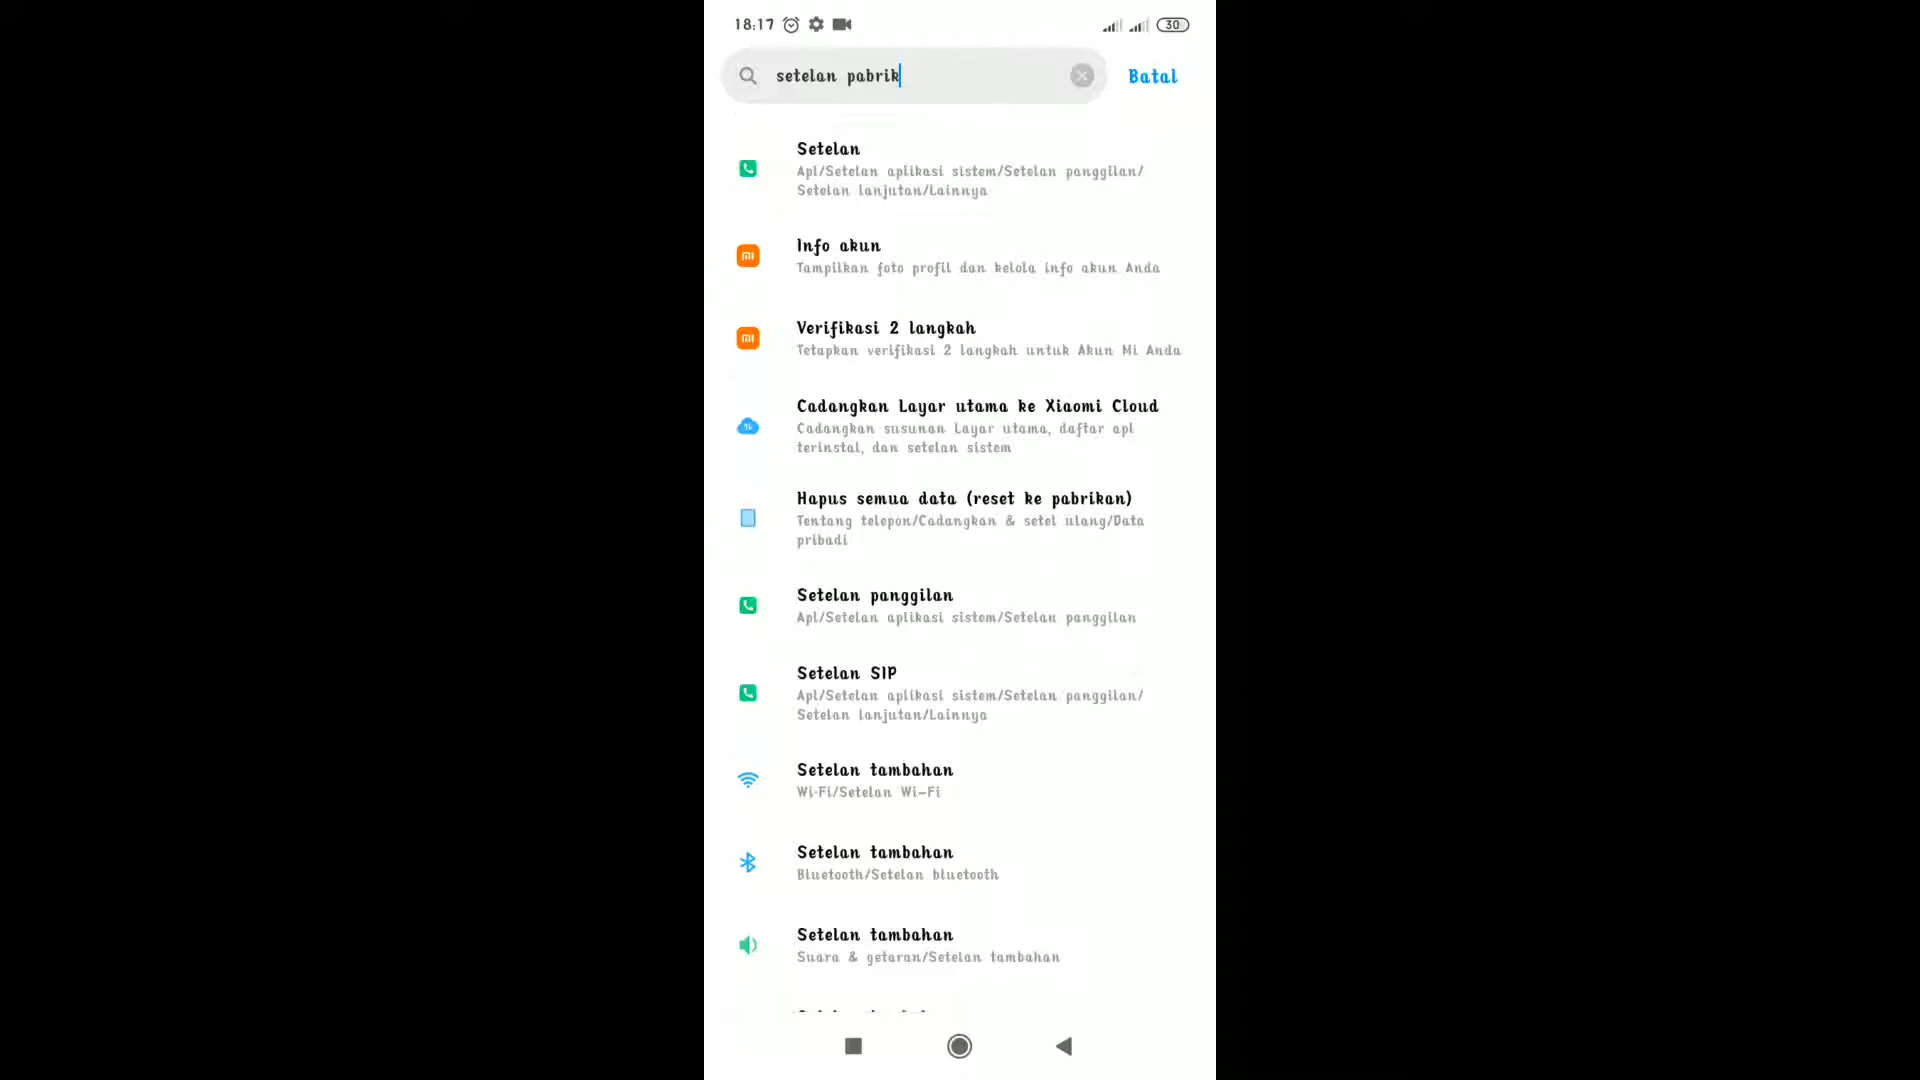 18:17
30
setelan pabrik
Batal
Setelan
Apl/Setelan aplikasi sistem/Setelan panggilan/
Setelan lanjutan/Lainnya
Info akun
Tampilkan foto profil dan kelola info akun Anda
Verifikasi 2 langkah
Tetapkan verifikasi 2 langkah untuk Akun Mi Anda
Cadangkan Layar utama ke Xiaomi Cloud
Cadangkan susunan Layar utama, daftar apl
terinstal, dan setelan sistem
Hapus semua data (reset ke pabrikan)
Tentang telepon/Cadangkan & setel ulang/Data
pribadi
Setelan panggilan
Apl/Setelan aplikasi sistem/Setelan panggilan
Setelan SIP
Apl/Setelan aplikasi sistem/Setelan panggilan/
Setelan lanjutan/Lainnya
Setelan tambahan
Wi-Fi/Setelan Wi-Fi
Setelan tambahan
Bluetooth/Setelan bluetooth
Setelan tambahan
Suara & getaran/Setelan tambahan